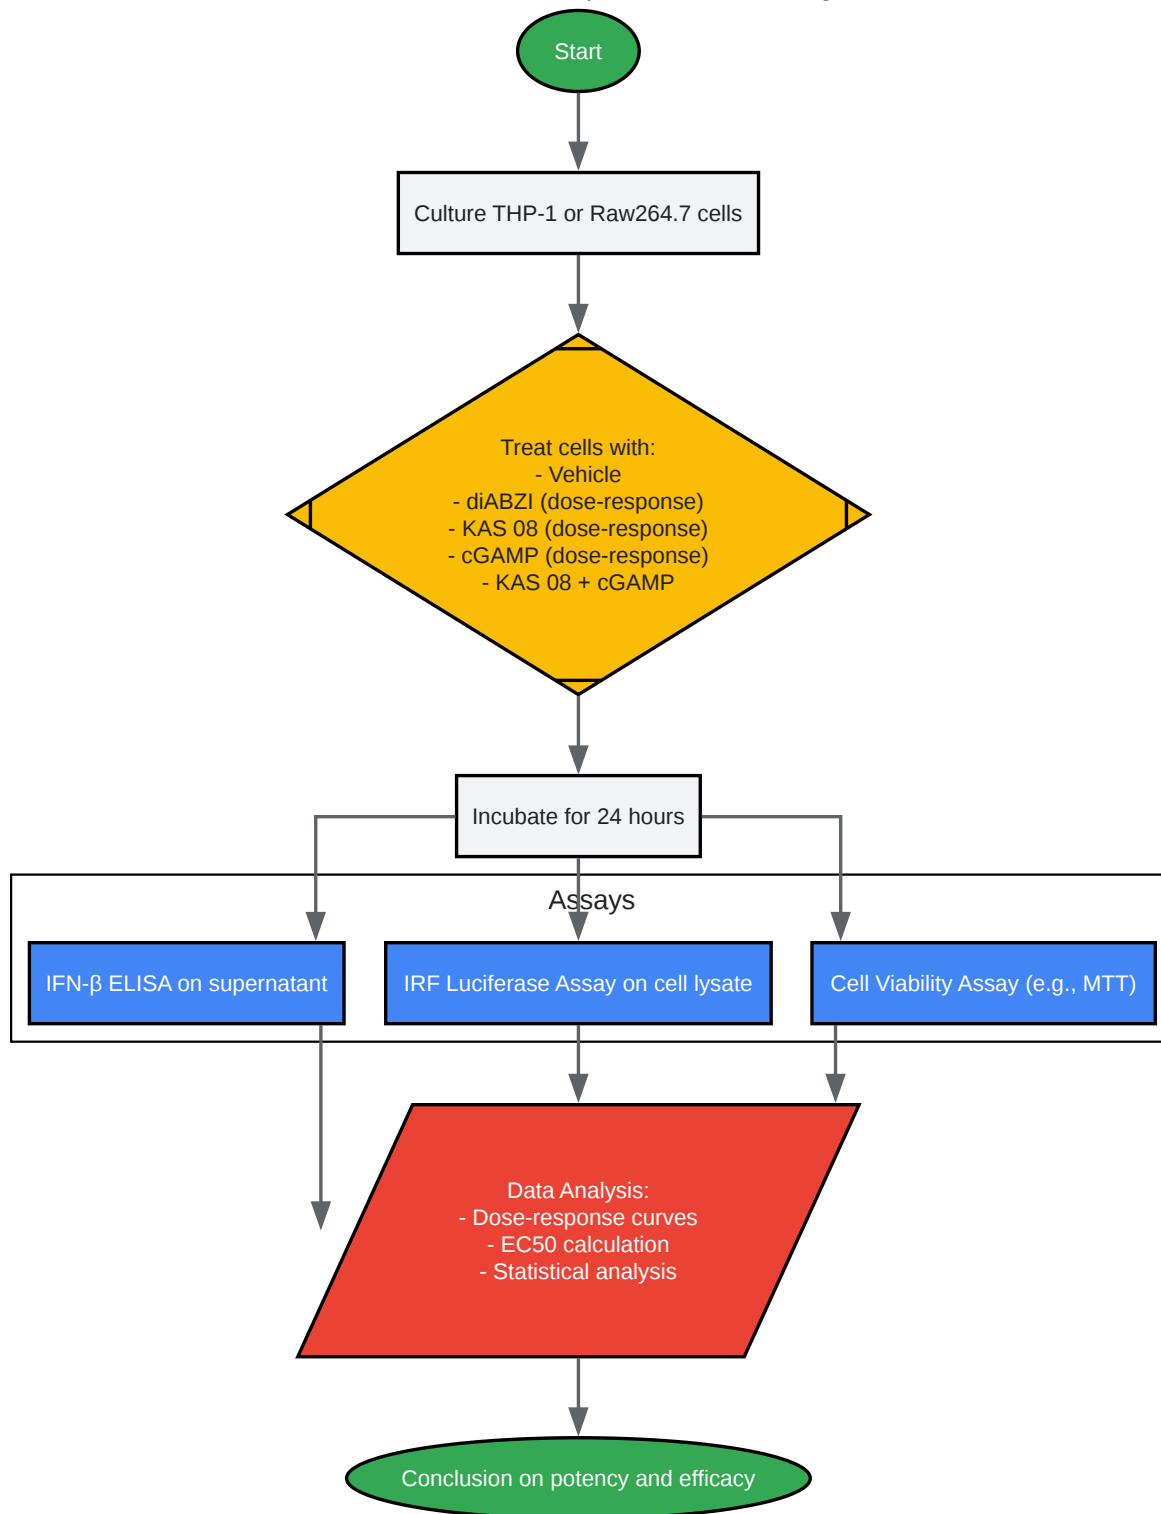 Start
Culture THP-1 or Raw264.7 cells
Treat cells with:
- Vehicle
- diABZI (dose-response)
- KAS 08 (dose-response)
- cGAMP (dose-response)
- KAS 08 + cGAMP
Incubate for 24 hours
Assays
IFN-β ELISA on supernatant
IRF Luciferase Assay on cell lysate
Cell Viability Assay (e.g., MTT)
Data Analysis:
- Dose-response curves
- EC50 calculation
- Statistical analysis
Conclusion on potency and efficacy